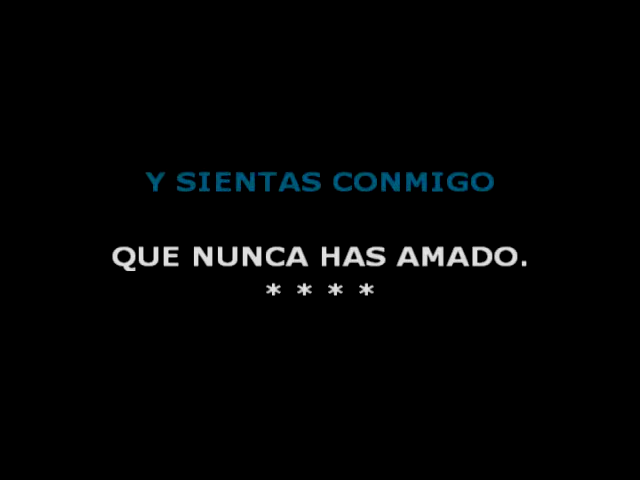 Y SIENTAS CONMIGO
QUE NUNCA HAS AMADO.
* * * *